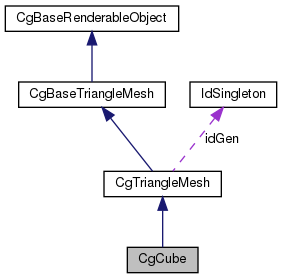 CgBaseRenderableObject
CgBaseTriangleMesh
IdSingleton
idGen
CgTriangleMesh
CgCube